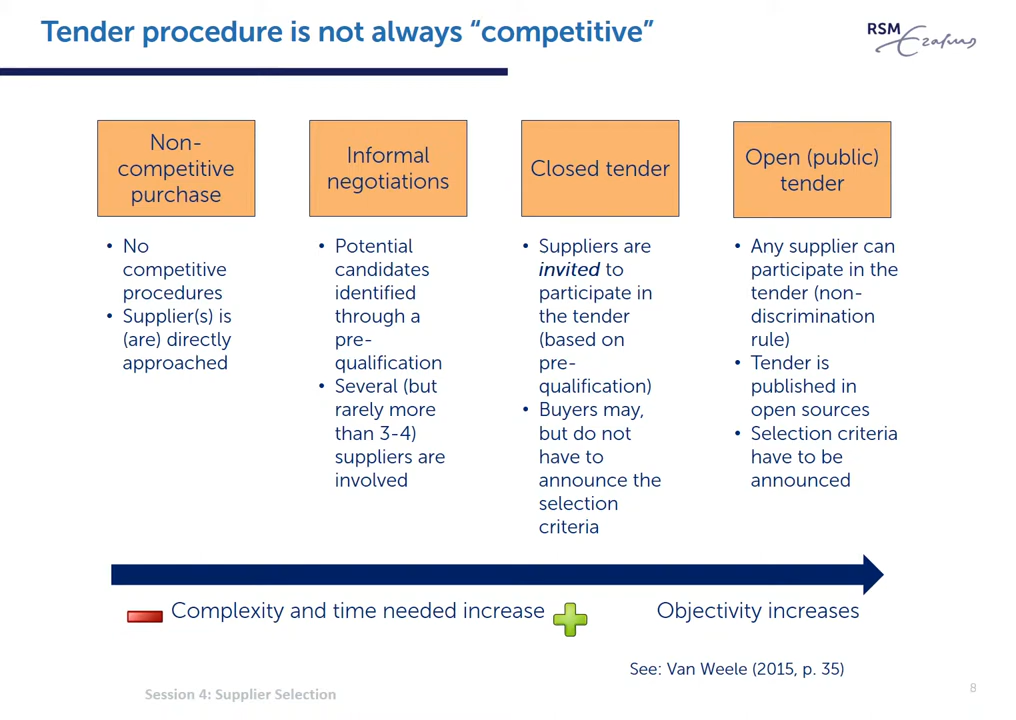 Tender procedure is not always “competitive”
RSM
Erasmus
Non-
competitive
purchase
Informal
negotiations
Closed tender
Open (public)
tender
• No
competitive
procedures
• Supplier(s) is
(are) directly
approached
• Potential
candidates
identified
through a
pre-
qualification
• Several (but
rarely more
than 3-4)
suppliers are
involved
• Suppliers are
invited to
participate in
the tender
(based on
pre-
qualification)
• Buyers may,
but do not
have to
announce the
selection
criteria
• Any supplier can
participate in the
tender (non-
discrimination
rule)
• Tender is
published in
open sources
• Selection criteria
have to be
announced
Complexity and time needed increase
Objectivity increases
See: Van Weele (2015, p. 35)
Session 4: Supplier Selection
8